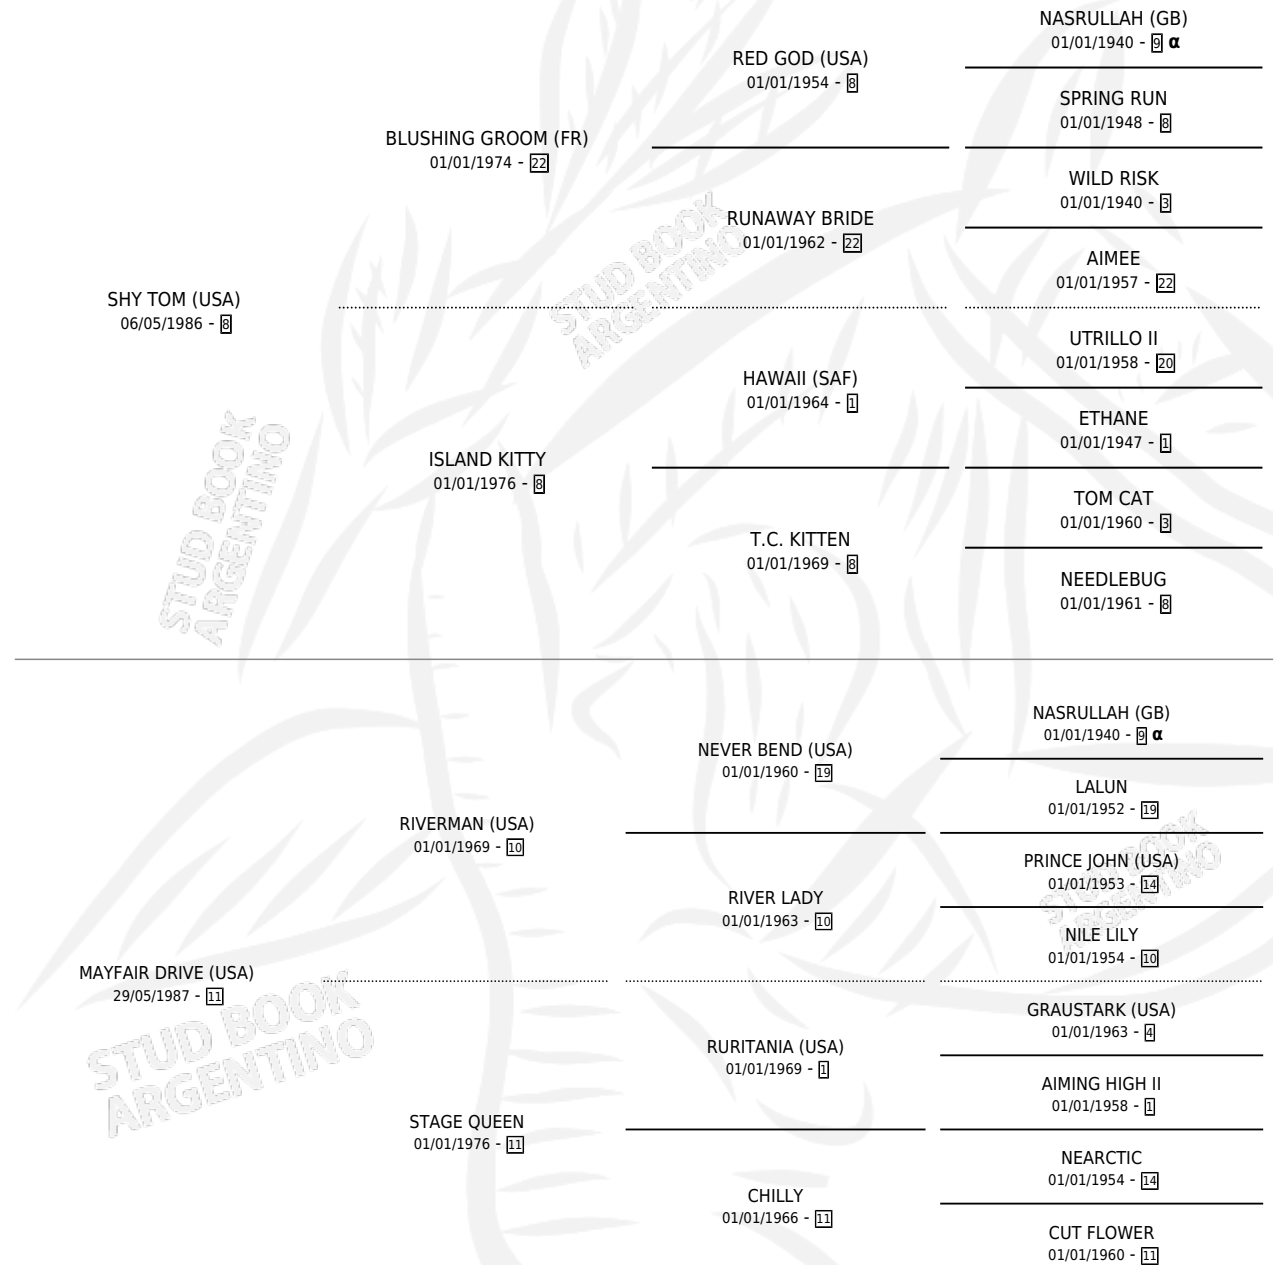 NASRULLAH (GB)
01/01/1940 - 9 α
RED GOD (USA)
01/01/1954 - 8
SPRING RUN
01/01/1948 - 8
BLUSHING GROOM (FR)
01/01/1974 - 22
WILD RISK
01/01/1940 - 3
RUNAWAY BRIDE
01/01/1962 - 22
AIMEE
01/01/1957 - 22
SHY TOM (USA)
06/05/1986 - 8
STUD BOOK
ARGENTINO
UTRILLO II
01/01/1958 - 20
HAWAII (SAF)
01/01/1964 - 1
ETHANE
01/01/1947 - 1
ISLAND KITTY
01/01/1976 - 8
TOM CAT
01/01/1960 - 3
T.C. KITTEN
01/01/1969 - 8
NEEDLEBUG
01/01/1961 - 8
STUD BOOK
ARGENTINO
NASRULLAH (GB)
01/01/1940 - 9 α
NEVER BEND (USA)
01/01/1960 - 19
LALUN
01/01/1952 - 19
RIVERMAN (USA)
01/01/1969 - 10
PRINCE JOHN (USA)
01/01/1953 - 14
RIVER LADY
01/01/1963 - 10
NILE LILY
01/01/1954 - 10
STUD BOOK
ARGENTINO
MAYFAIR DRIVE (USA)
29/05/1987 - 11
STUD BOOK
ARGENTINO
GRAUSTARK (USA)
01/01/1963 - 4
RURITANIA (USA)
01/01/1969 - 1
AIMING HIGH II
01/01/1958 - 1
STAGE QUEEN
01/01/1976 - 11
NEARCTIC
01/01/1954 - 14
CHILLY
01/01/1966 - 11
CUT FLOWER
01/01/1960 - 11